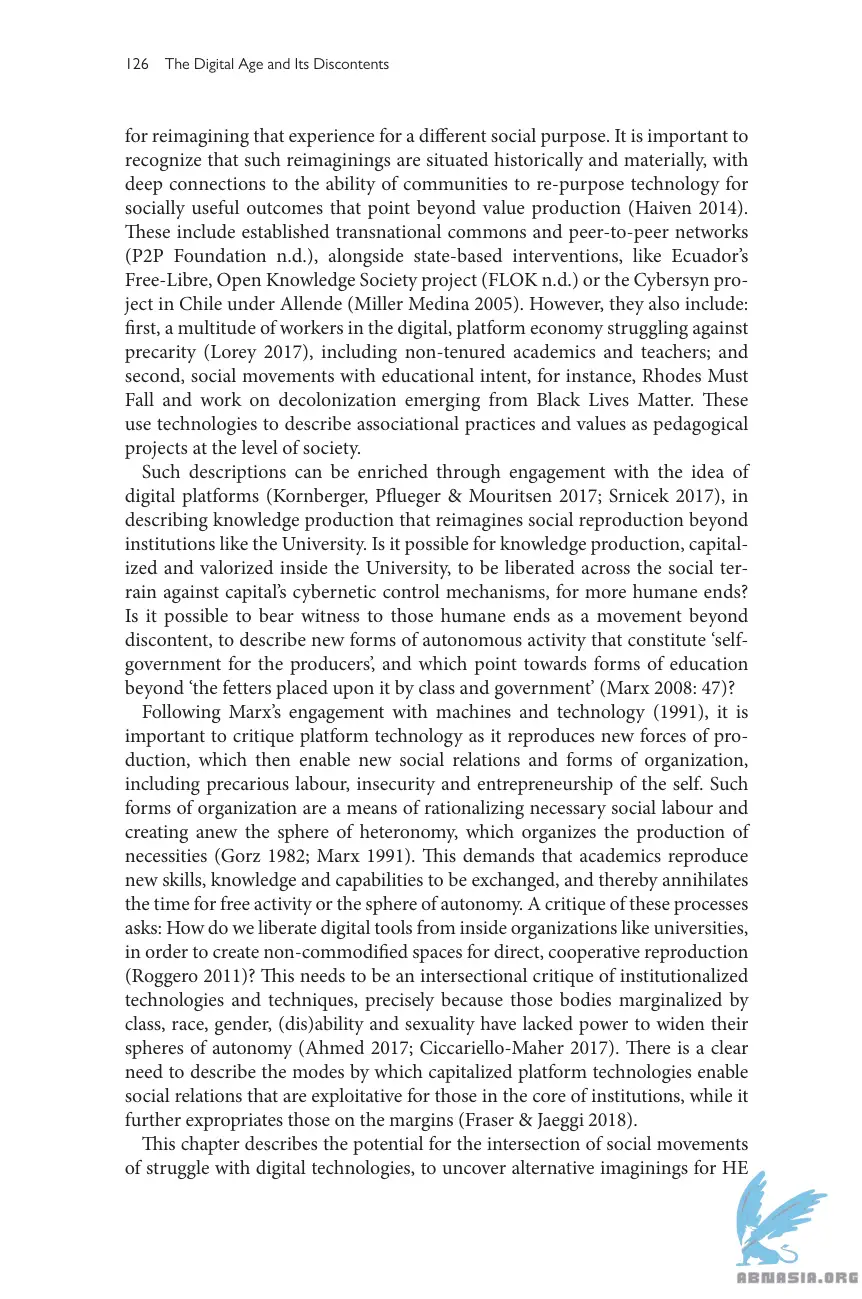 126 The Digital Age and Its Discontents
for reimagining that experience for a different social purpose. It is important to
recognize that such reimaginings are situated historically and materially, with
deep connections to the ability of communities to re-purpose technology for
socially useful outcomes that point beyond value production (Haiven 2014).
These include established transnational commons and peer-to-peer networks
(P2P Foundation n.d.), alongside state-based interventions, like Ecuador’s
Free-Libre, Open Knowledge Society project (FLOK n.d.) or the Cybersyn pro-
ject in Chile under Allende (Miller Medina 2005). However, they also include:
first, a multitude of workers in the digital, platform economy struggling against
precarity (Lorey 2017), including non-tenured academics and teachers; and
second, social movements with educational intent, for instance, Rhodes Must
Fall and work on decolonization emerging from Black Lives Matter. These
use technologies to describe associational practices and values as pedagogical
projects at the level of society.
Such descriptions can be enriched through engagement with the idea of
digital platforms (Kornberger, Pflueger & Mouritsen 2017; Srnicek 2017), in
describing knowledge production that reimagines social reproduction beyond
institutions like the University. Is it possible for knowledge production, capital-
ized and valorized inside the University, to be liberated across the social ter-
rain against capital’s cybernetic control mechanisms, for more humane ends?
Is it possible to bear witness to those humane ends as a movement beyond
discontent, to describe new forms of autonomous activity that constitute ‘self-
government for the producers’, and which point towards forms of education
beyond ‘the fetters placed upon it by class and government’ (Marx 2008: 47)?
Following Marx’s engagement with machines and technology (1991), it is
important to critique platform technology as it reproduces new forces of pro-
duction, which then enable new social relations and forms of organization,
including precarious labour, insecurity and entrepreneurship of the self. Such
forms of organization are a means of rationalizing necessary social labour and
creating anew the sphere of heteronomy, which organizes the production of
necessities (Gorz 1982; Marx 1991). This demands that academics reproduce
new skills, knowledge and capabilities to be exchanged, and thereby annihilates
the time for free activity or the sphere of autonomy. A critique of these processes
asks: How do we liberate digital tools from inside organizations like universities,
in order to create non-commodified spaces for direct, cooperative reproduction
(Roggero 2011)? This needs to be an intersectional critique of institutionalized
technologies and techniques, precisely because those bodies marginalized by
class, race, gender, (dis)ability and sexuality have lacked power to widen their
spheres of autonomy (Ahmed 2017; Ciccariello-Maher 2017). There is a clear
need to describe the modes by which capitalized platform technologies enable
social relations that are exploitative for those in the core of institutions, while it
further expropriates those on the margins (Fraser & Jaeggi 2018).
This chapter describes the potential for the intersection of social movements
of struggle with digital technologies, to uncover alternative imaginings for HE
ABNASIA.ORG